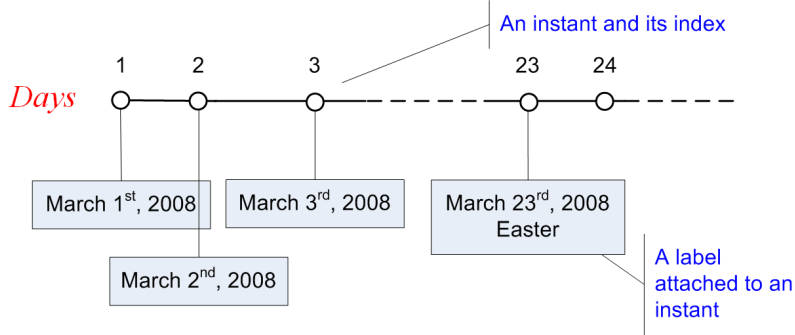 An instant and its index
1 2 3 23 24
Days
March 1st, 2008
March 3rd, 2008
March 23rd, 2008
Easter
March 2nd, 2008
A label
attached to an
instant